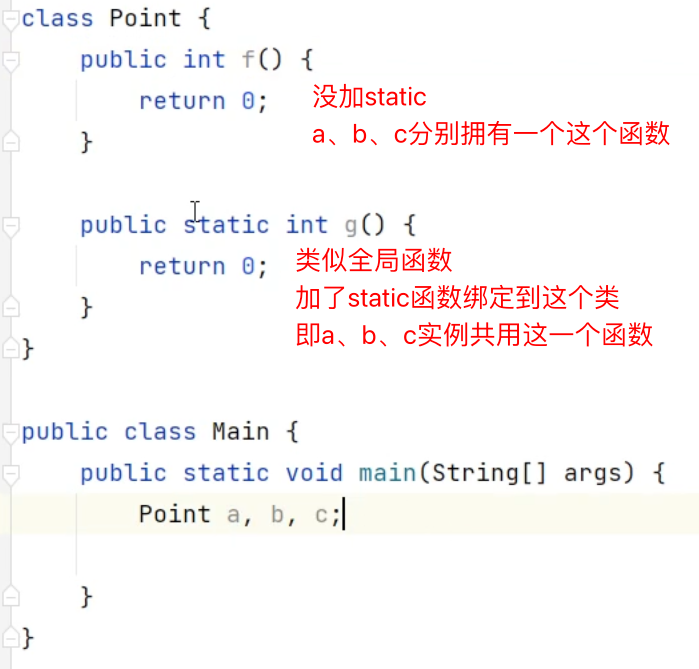 class Point {
public int f() {
return 0;
没加static
a、b、c分别拥有一个这个函数
}
public static int g() {
return 0;
类似全局函数
加了static函数绑定到这个类
}
即a、b、c实例共用这一个函数
}
public class Main {
public static void main(String[] args) {
Point a, b, c;
}
}